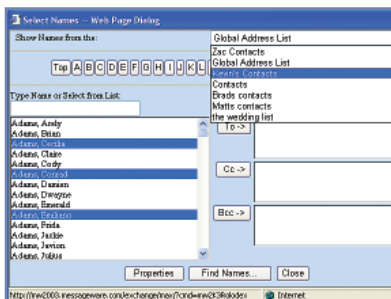 Select Names -- Web Page Dialog
Show Names from the:
Global Address List
Zac Contacts
Global Address List
Kevin's Contacts
Contacts
Brads contacts
Matts contacts
the wedding list
Top A B C D E F G H I J K L
Type Name or Select from List:
Adams, Andy
Adams, Brian
Adams, Cecilia
Adams, Claire
Adams, Cody
Adams, Conrad
Adams, Damien
Adams, Dwayne
Adams, Emerald
Adams, Emiliano
Adams, Frida
Adams, Jackie
Adams, Javion
Adams, Julius
To ->
Cc ->
Bcc ->
Properties
Find Names...
Close
Internet